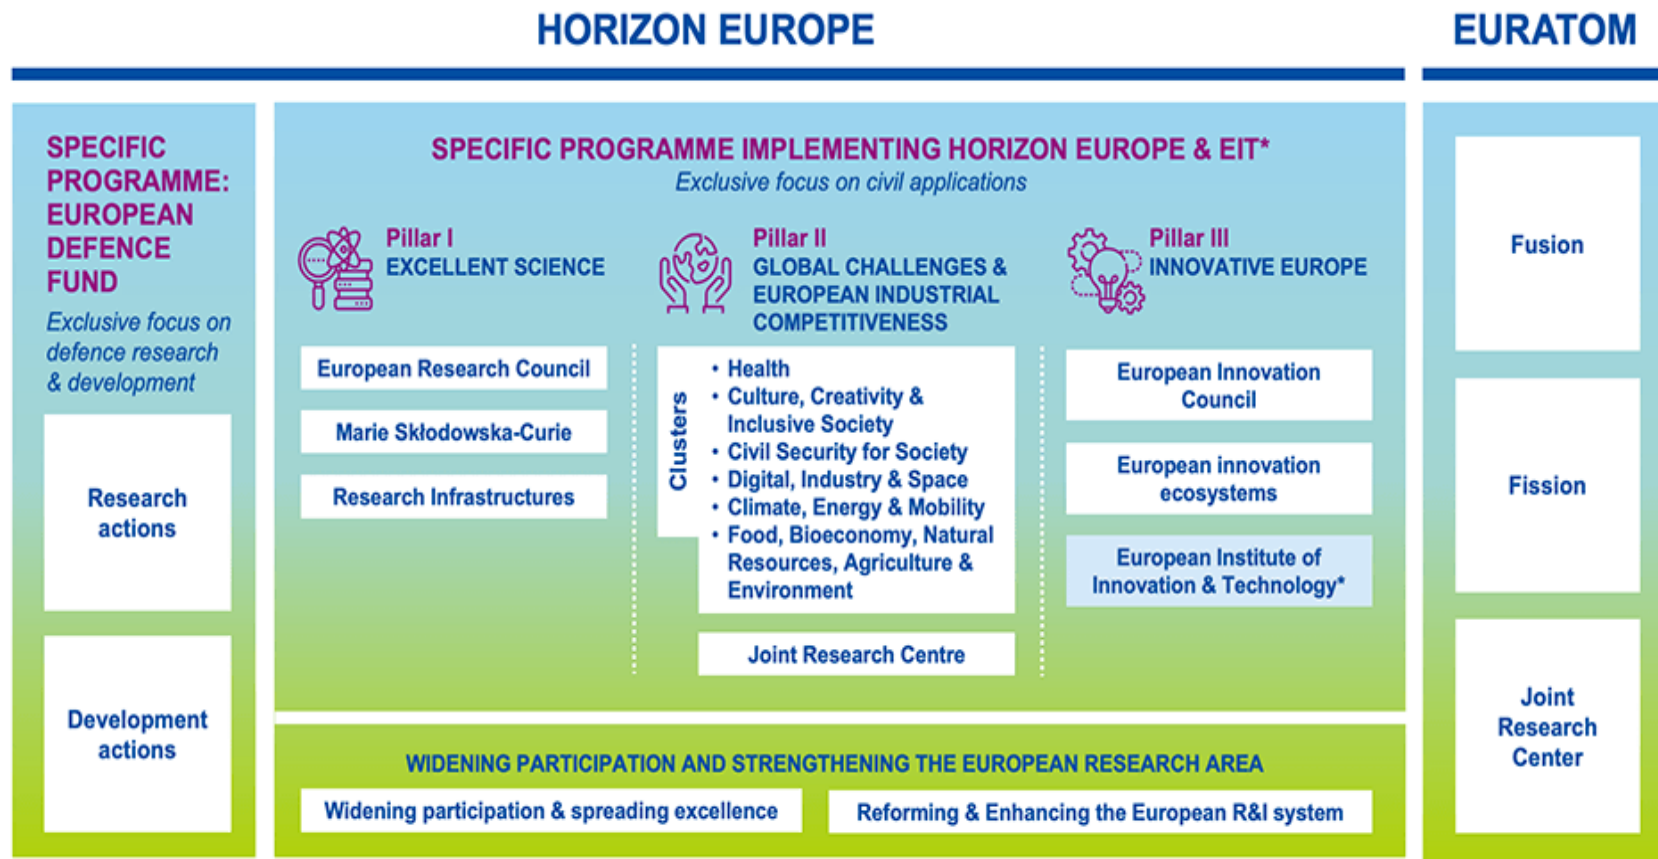 HORIZON EUROPE
EURATOM
SPECIFIC
PROGRAMME:
EUROPEAN
DEFENCE
FUND
Exclusive focus on
defence research
& development
Research
actions
Development
actions
SPECIFIC PROGRAMME IMPLEMENTING HORIZON EUROPE & EIT*
Exclusive focus on civil applications
Pillar I
EXCELLENT SCIENCE
European Research Council
Marie Skłodowska-Curie
Research Infrastructures
Pillar II
GLOBAL CHALLENGES &
EUROPEAN INDUSTRIAL
COMPETITIVENESS
Clusters
• Health
• Culture, Creativity &
Inclusive Society
• Civil Security for Society
• Digital, Industry & Space
• Climate, Energy & Mobility
• Food, Bioeconomy, Natural
Resources, Agriculture &
Environment
Joint Research Centre
Pillar III
INNOVATIVE EUROPE
European Innovation
Council
European innovation
ecosystems
European Institute of
Innovation & Technology*
WIDENING PARTICIPATION AND STRENGTHENING THE EUROPEAN RESEARCH AREA
Widening participation & spreading excellence
Reforming & Enhancing the European R&I system
Fusion
Fission
Joint
Research
Center